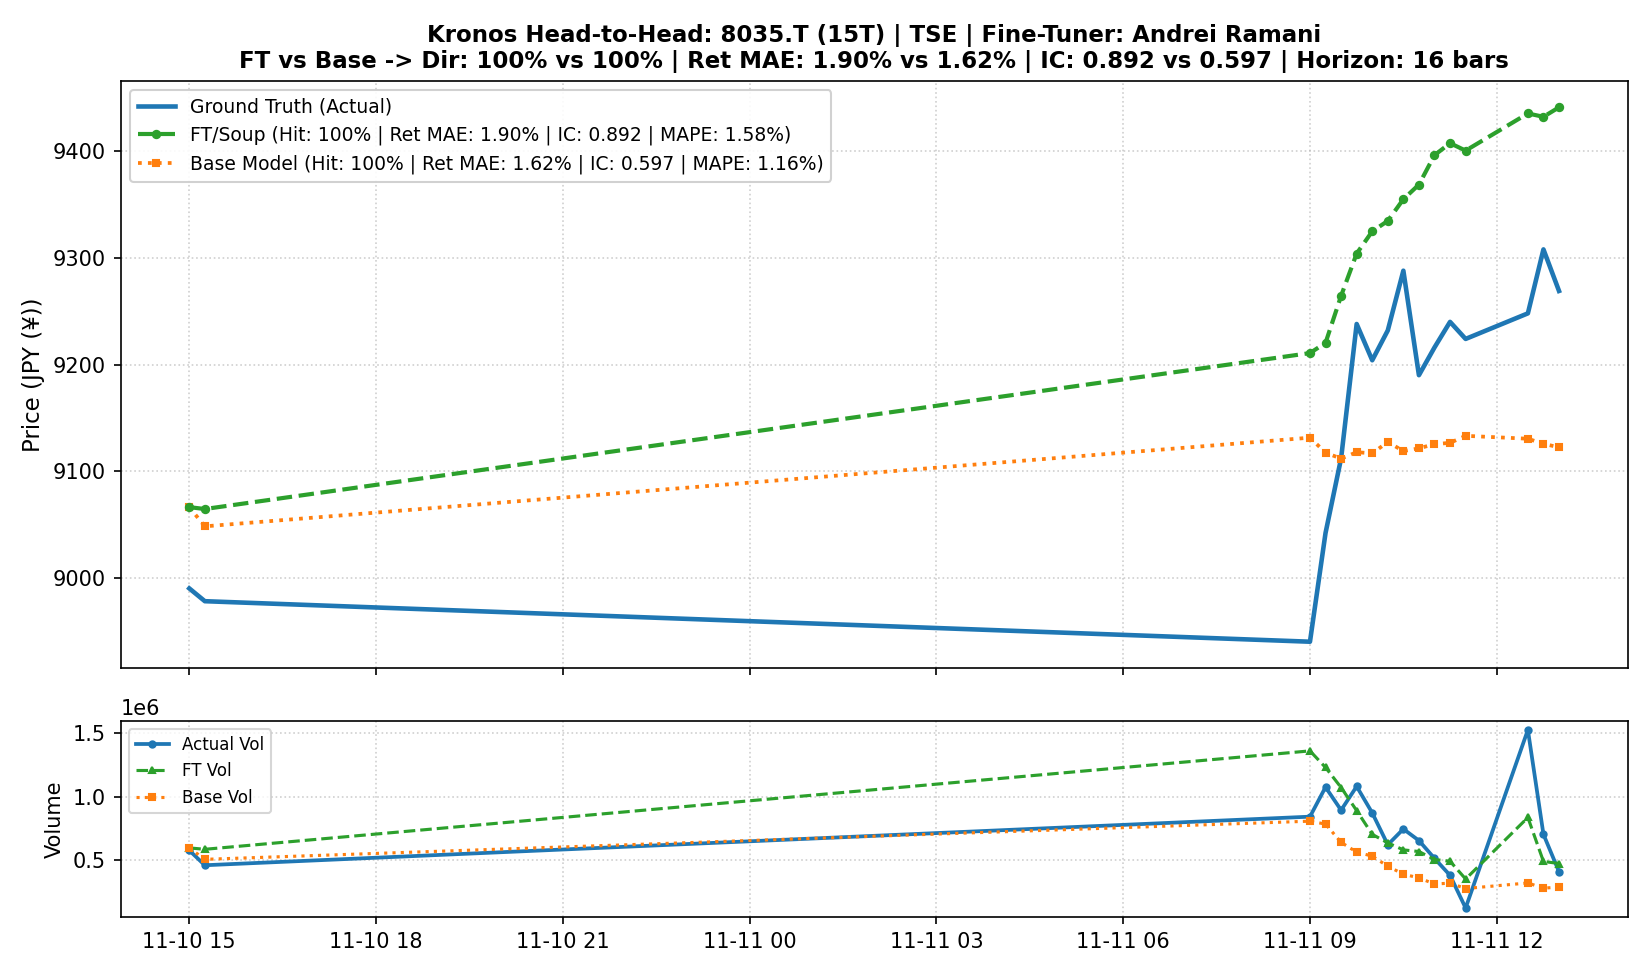 Kronos Head-to-Head: 8035.T (15T) | TSE | Fine-Tuner: Andrei Ramani
FT vs Base -> Dir: 100% vs 100% | Ret MAE: 1.90% vs 1.62% | IC: 0.892 vs 0.597 | Horizon: 16 bars
Ground Truth (Actual)
FT/Soup (Hit: 100% | Ret MAE: 1.90% | IC: 0.892 | MAPE: 1.58%)
Base Model (Hit: 100% | Ret MAE: 1.62% | IC: 0.597 | MAPE: 1.16%)
Price (JPY (¥))
9400
9300
9200
9100
9000
1e6
Actual Vol
FT Vol
Base Vol
Volume
1.5
1.0
0.5
11-10 15
11-10 18
11-10 21
11-11 00
11-11 03
11-11 06
11-11 09
11-11 12